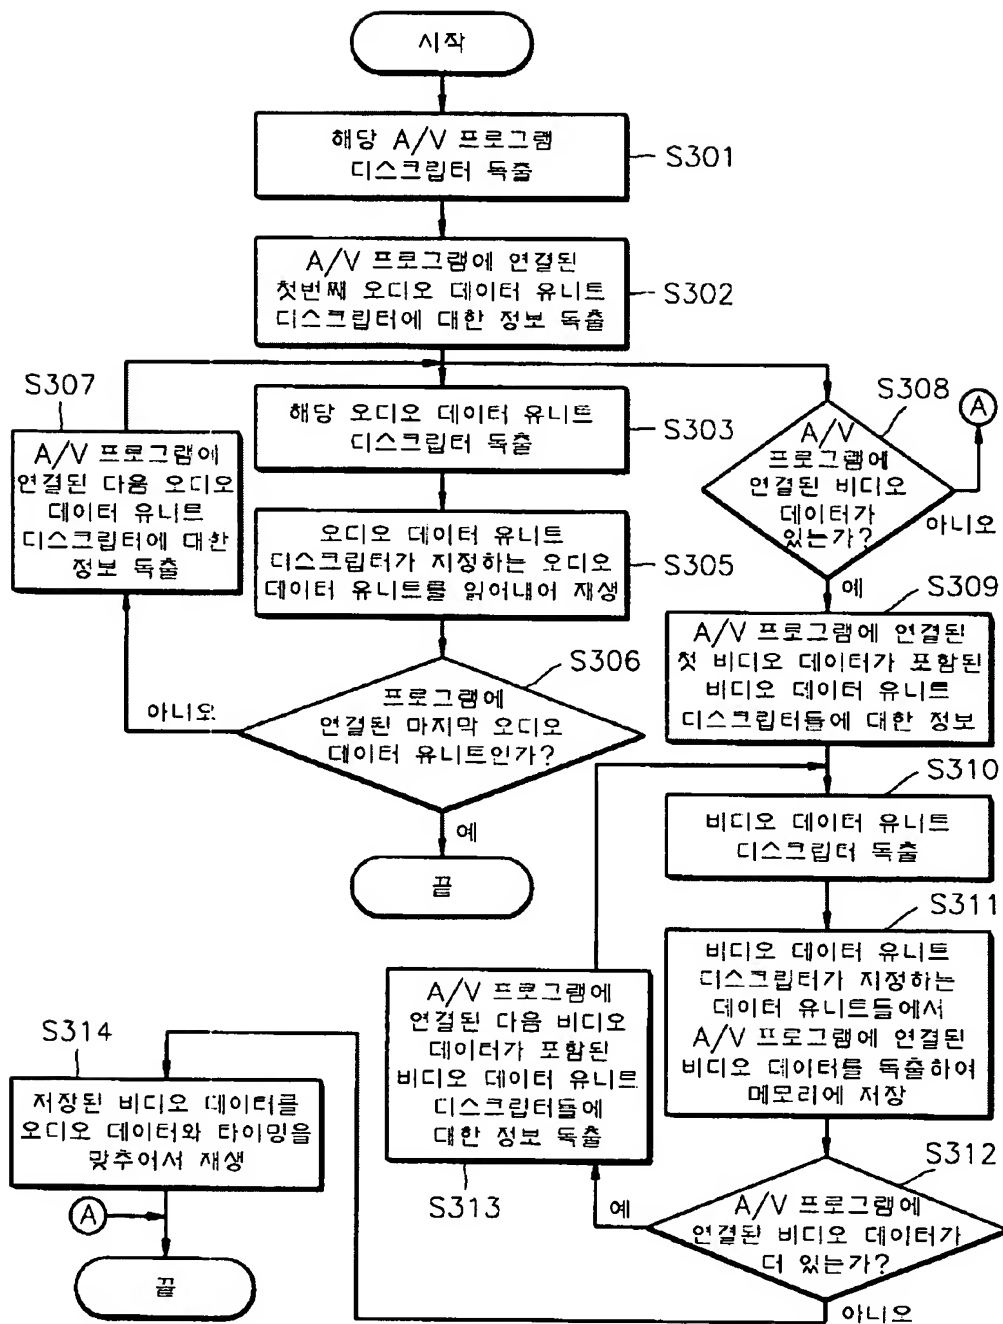 시작
해당 A/V 프로그램
디스크립터 독출
S301
A/V 프로그램에 연결된
첫번째 오디오 데이터 유니트
디스크립터에 대한 정보 독출
S302
S307
A/V 프로그램에
연결된 다음 오디오
데이터 유니트
디스크립터에 대한
정보 독출
해당 오디오 데이터 유니트
디스크립터 독출
S303
오디오 데이터 유니트
디스크립터가 지정하는 오디오
데이터 유니트를 읽어내어 재생
S305
S306
프로그램에
연결된 마지막 오디오
데이터 유니트인가?
아니오
예
끝
S308
A/V
프로그램에
연결된 비디오
데이터가
있는가?
A
아니오
예
S309
A/V 프로그램에 연결된
첫 비디오 데이터가 포함된
비디오 데이터 유니트
디스크립터들에 대한 정보
S310
비디오 데이터 유니트
디스크립터 독출
S311
비디오 데이터 유니트
디스크립터가 지정하는
데이터 유니트들에서
A/V 프로그램에 연결된
비디오 데이터를 독출하여
메모리에 저장
S312
A/V 프로그램에
연결된 비디오 데이터가
더 있는가?
예
아니오
A/V 프로그램에
연결된 다음 비디오
데이터가 포함된
비디오 데이터 유니트
디스크립터들에
대한 정보 독출
S313
S314
저장된 비디오 데이터를
오디오 데이터와 타이밍을
맞추어서 재생
A
끝